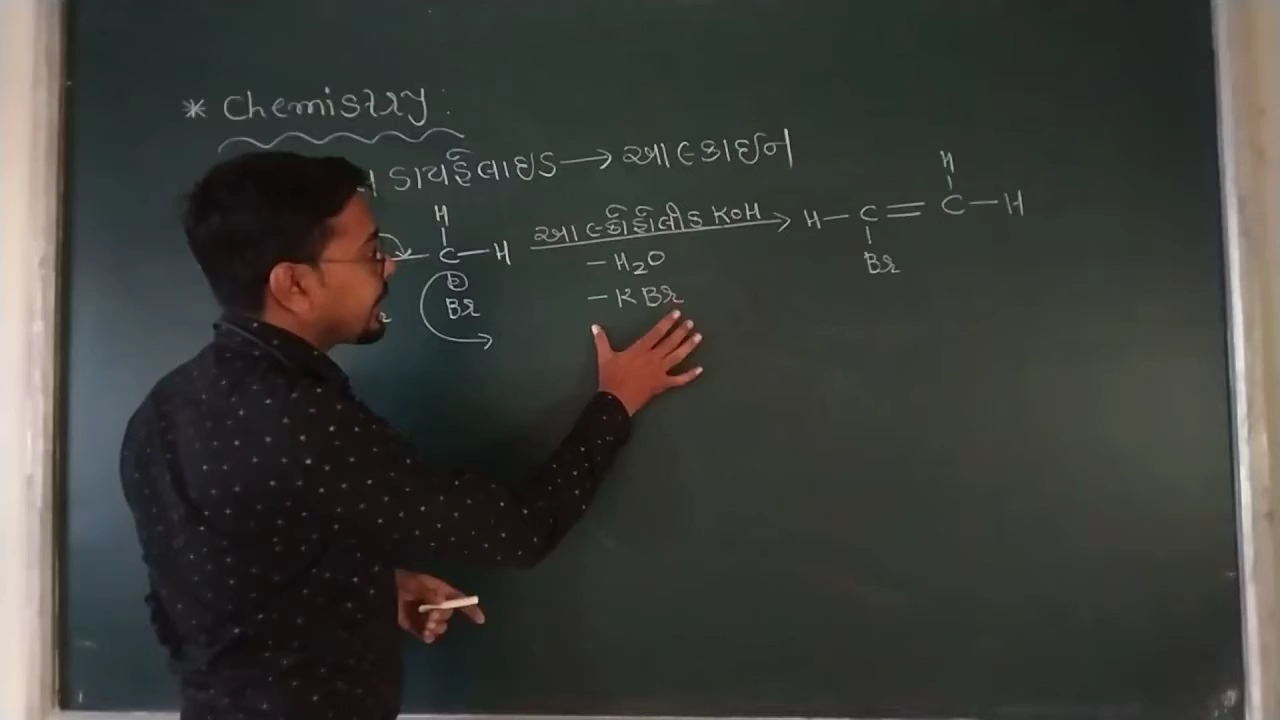 * Chemistry:
ડાયહેલાઇડ → આલ્કાઇન
H H
C—H આલ્કોહોલીક KOH → H—C=C—H
Br —H₂O Br
—KBr